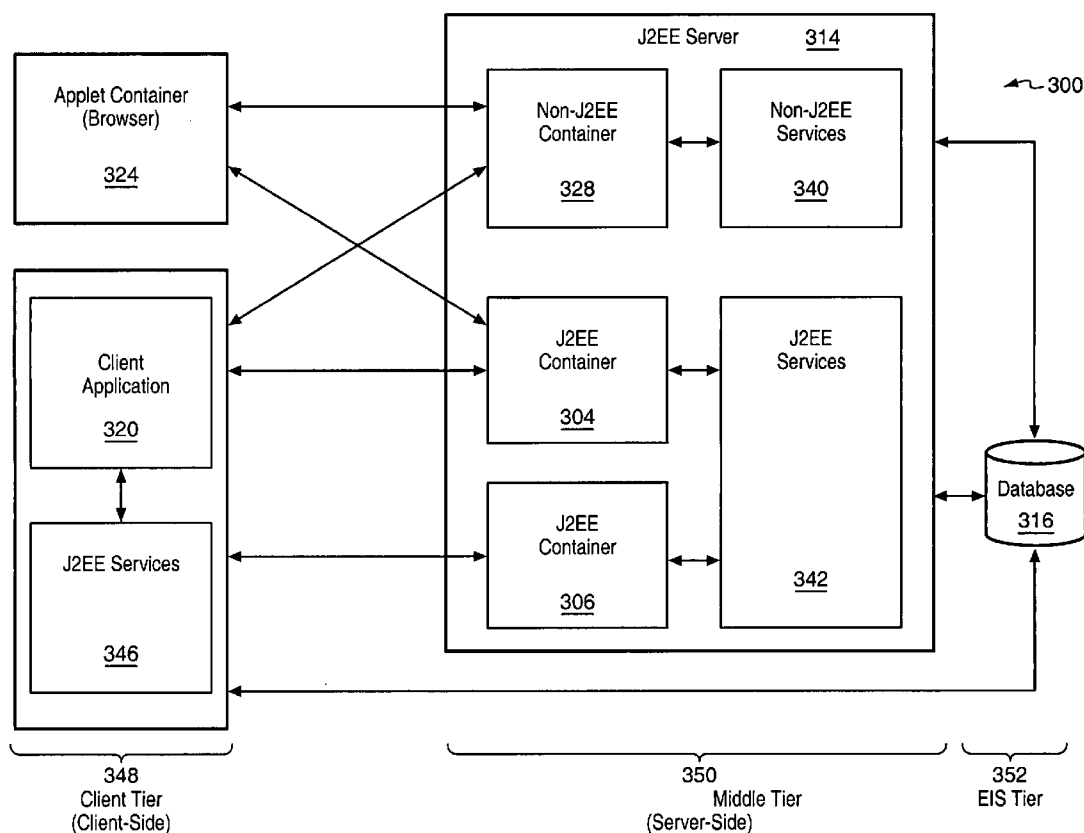 J2EE Server 314
300
Applet Container
(Browser)
324
Non-J2EE
Container
328
Non-J2EE
Services
340
Client
Application
320
J2EE
Container
304
J2EE
Services
342
J2EE Services
346
J2EE
Container
306
Database
316
348
Client Tier
(Client-Side)
350
Middle Tier
(Server-Side)
352
EIS Tier